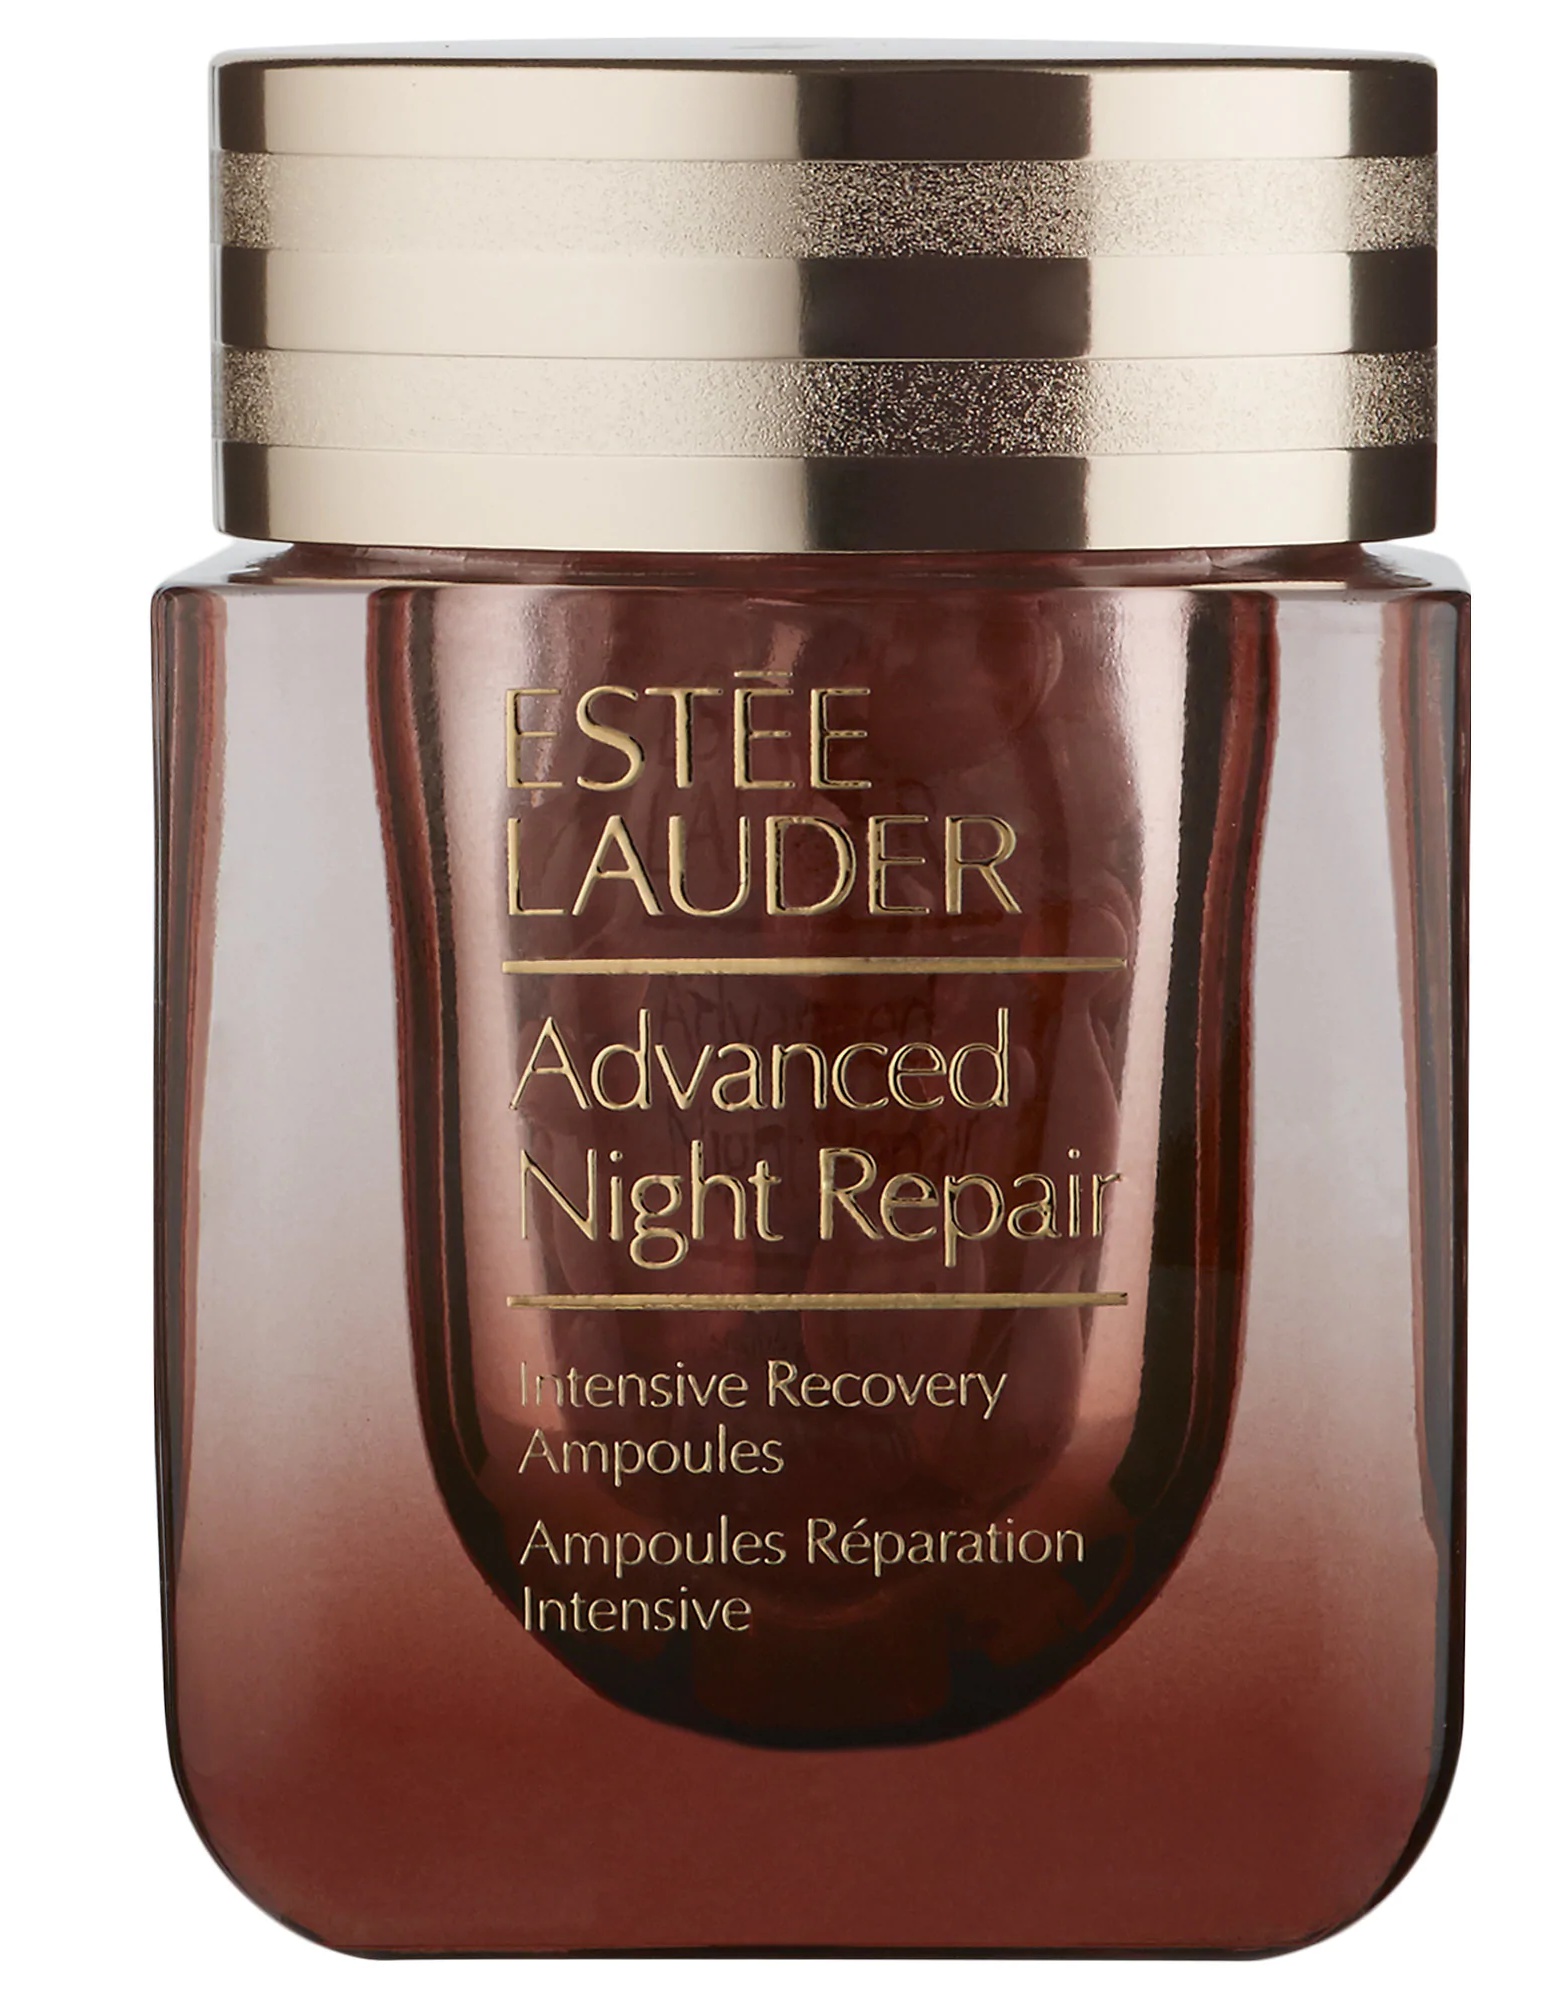 ESTĒE
LAUDER
Advanced
Night Repair
Intensive Recovery
Ampoules
Ampoules Réparation
Intensive